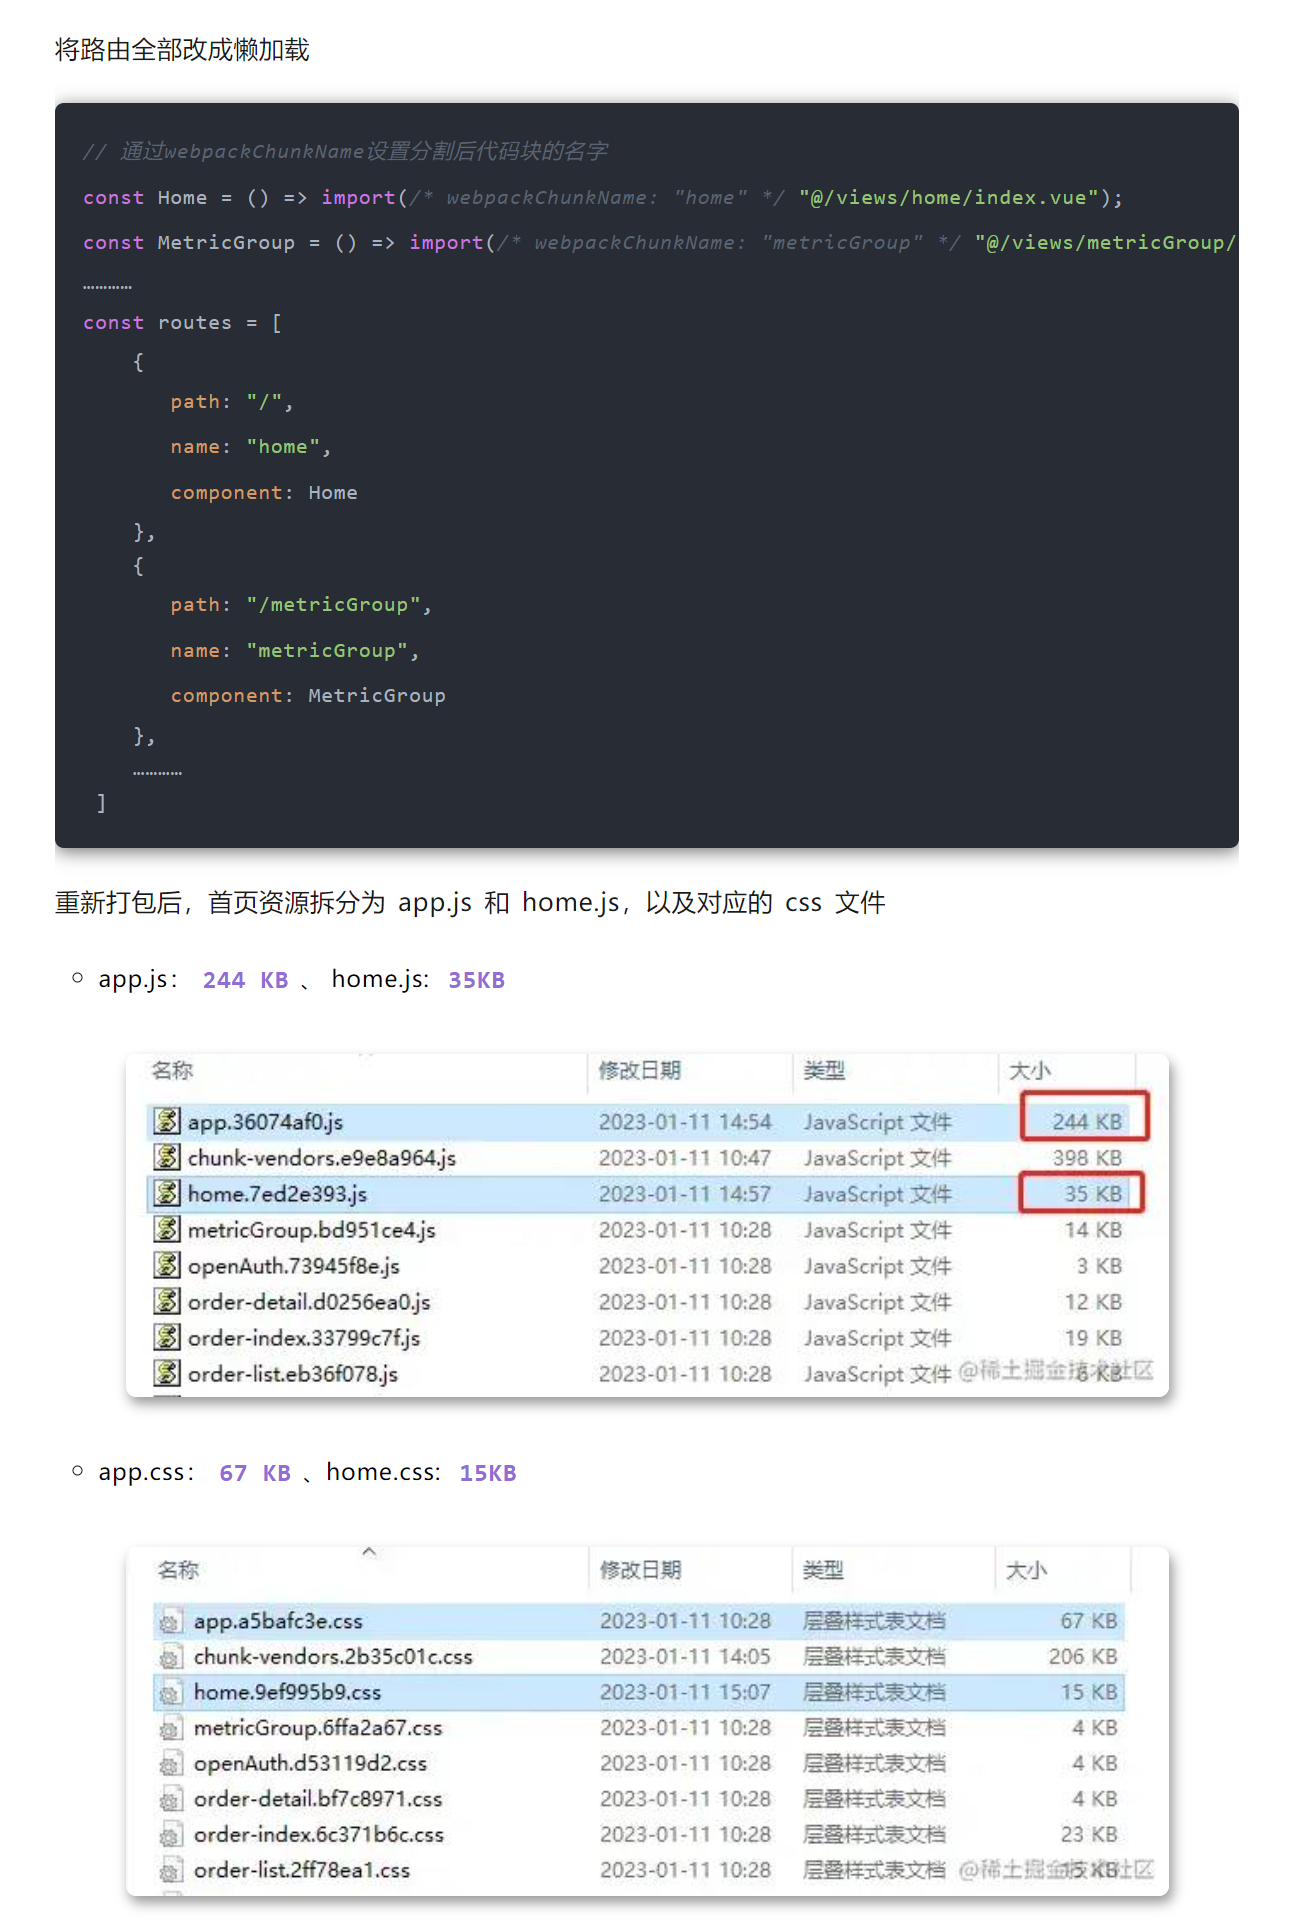 将路由全部改成懒加载
// 通过webpackChunkName设置分割后代码块的名字
const Home = () => import(/* webpackChunkName: "home" */ "@/views/home/index.vue");
const MetricGroup = () => import(/* webpackChunkName: "metricGroup" */ "@/views/metricGroup/
…………
const routes = [
{
path: "/",
name: "home",
component: Home
},
{
path: "/metricGroup",
name: "metricGroup",
component: MetricGroup
},
…………
]
重新打包后，首页资源拆分为 app.js 和 home.js，以及对应的 css 文件
app.js： 244 KB 、 home.js: 35KB
名称 修改日期 类型 大小
app.36074af0.js 2023-01-11 14:54 JavaScript 文件 244 KB
chunk-vendors.e9e8a964.js 2023-01-11 10:47 JavaScript 文件 398 KB
home.7ed2e393.js 2023-01-11 14:57 JavaScript 文件 35 KB
metricGroup.bd951ce4.js 2023-01-11 10:28 JavaScript 文件 14 KB
openAuth.73945f8e.js 2023-01-11 10:28 JavaScript 文件 3 KB
order-detail.d0256ea0.js 2023-01-11 10:28 JavaScript 文件 12 KB
order-index.33799c7f.js 2023-01-11 10:28 JavaScript 文件 19 KB
order-list.eb36f078.js 2023-01-11 10:28 JavaScript 文件 6 KB
@稀土掘金技术社区
app.css： 67 KB 、home.css: 15KB
名称 修改日期 类型 大小
app.a5bafc3e.css 2023-01-11 10:28 层叠样式表文档 67 KB
chunk-vendors.2b35c01c.css 2023-01-11 14:05 层叠样式表文档 206 KB
home.9ef995b9.css 2023-01-11 15:07 层叠样式表文档 15 KB
metricGroup.6ffa2a67.css 2023-01-11 10:28 层叠样式表文档 4 KB
openAuth.d53119d2.css 2023-01-11 10:28 层叠样式表文档 4 KB
order-detail.bf7c8971.css 2023-01-11 10:28 层叠样式表文档 4 KB
order-index.6c371b6c.css 2023-01-11 10:28 层叠样式表文档 23 KB
order-list.2ff78ea1.css 2023-01-11 10:28 层叠样式表文档 15 KB
@稀土掘金技术社区